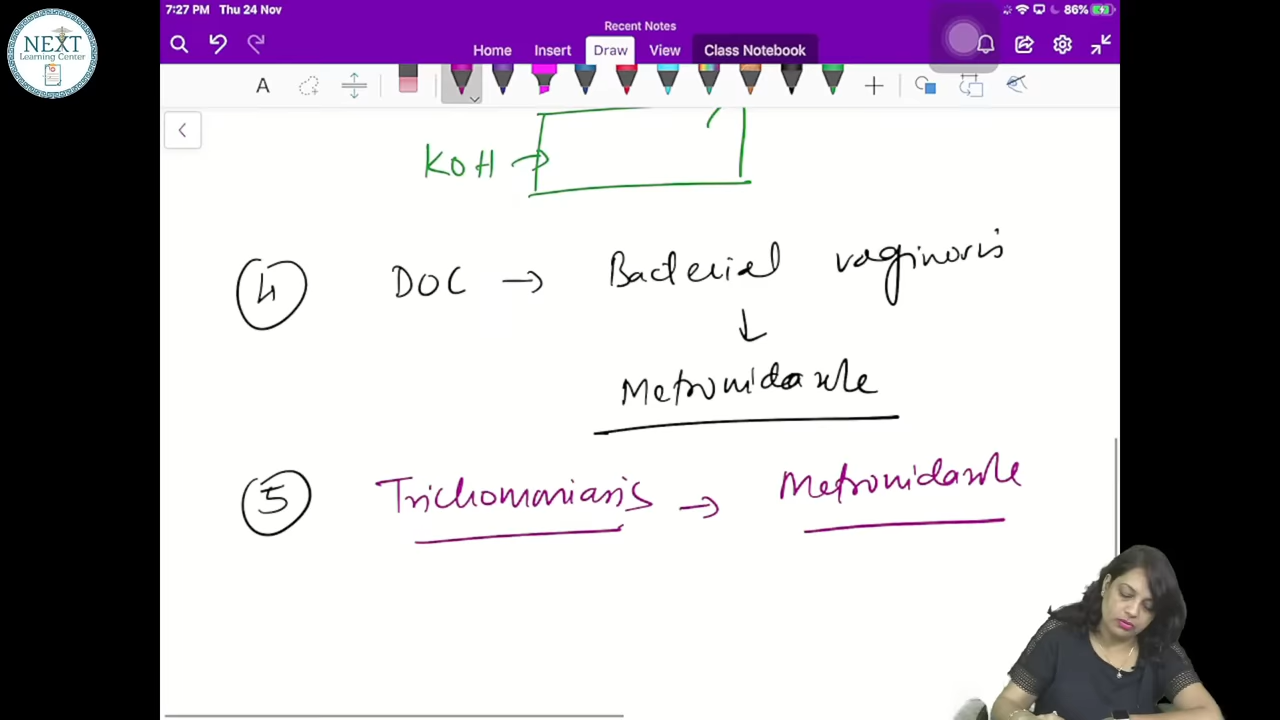 7:27 PM Thu 24 Nov
86%
NEXT
Learning Center
Recent Notes
Home Insert Draw View Class Notebook
A
KOH →
4 DOC → Bacterial vaginosis
↓
Metronidazole
5 Trichomoniasis → Metronidazole